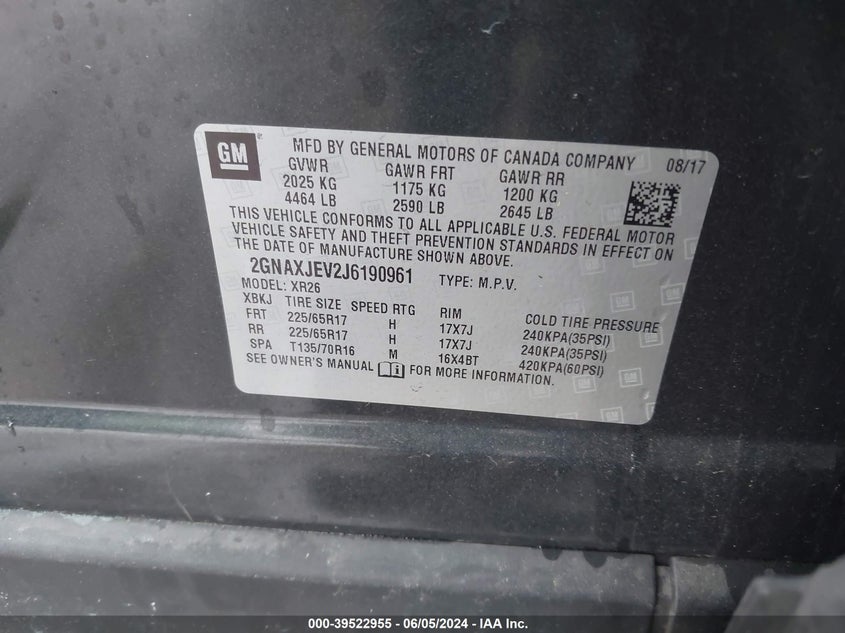 GM
MFD BY GENERAL MOTORS OF CANADA COMPANY 08/17
GVWR GAWR FRT GAWR RR
2025 KG 1175 KG 1200 KG
4464 LB 2590 LB 2645 LB
THIS VEHICLE CONFORMS TO ALL APPLICABLE U.S. FEDERAL MOTOR
VEHICLE SAFETY AND THEFT PREVENTION STANDARDS IN EFFECT ON
THE DATE OF MANUFACTURE SHOWN ABOVE.
2GNAXJEV2J6190961 TYPE: M.P.V.
MODEL: XR26
XBKJ TIRE SIZE SPEED RTG RIM COLD TIRE PRESSURE
FRT 225/65R17 H 17X7J 240KPA(35PSI)
RR 225/65R17 H 17X7J 240KPA(35PSI)
SPA T135/70R16 M 16X4BT 420KPA(60PSI)
SEE OWNER'S MANUAL i FOR MORE INFORMATION.
000-39522955 - 06/05/2024 - IAA Inc.